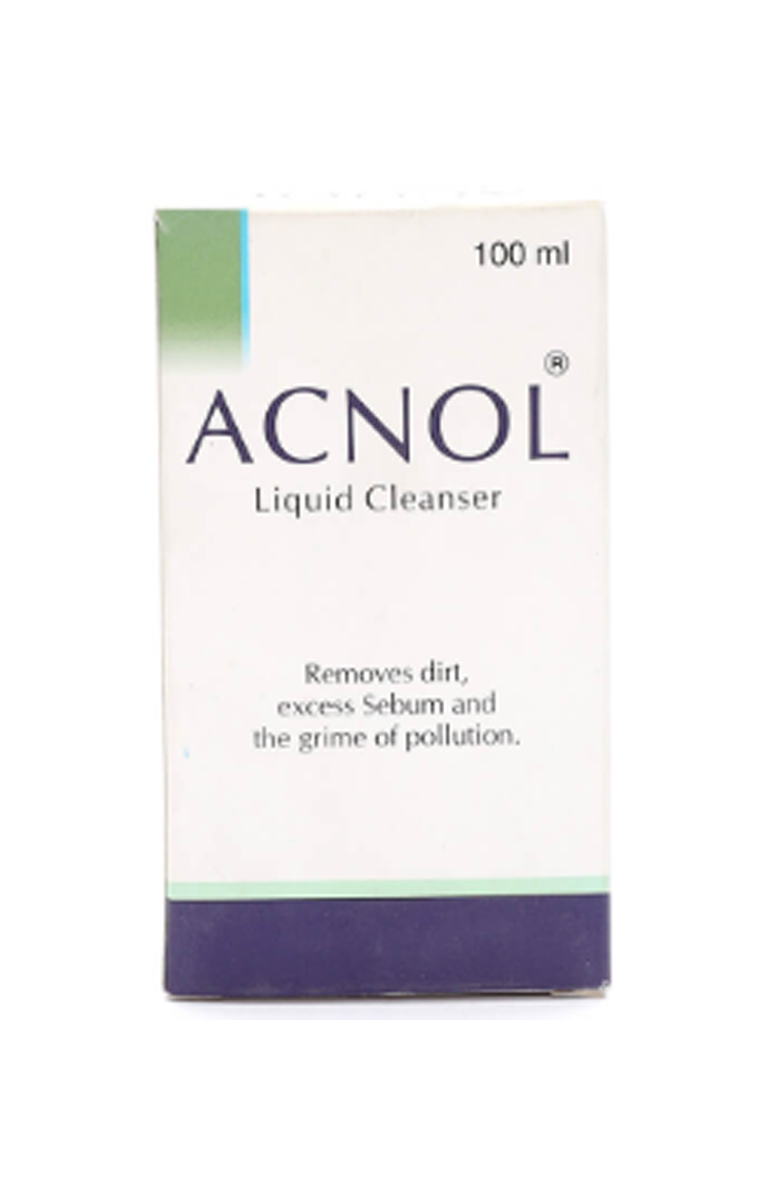 100 ml
ACNOL®
Liquid Cleanser
Removes dirt,
excess Sebum and
the grime of pollution.